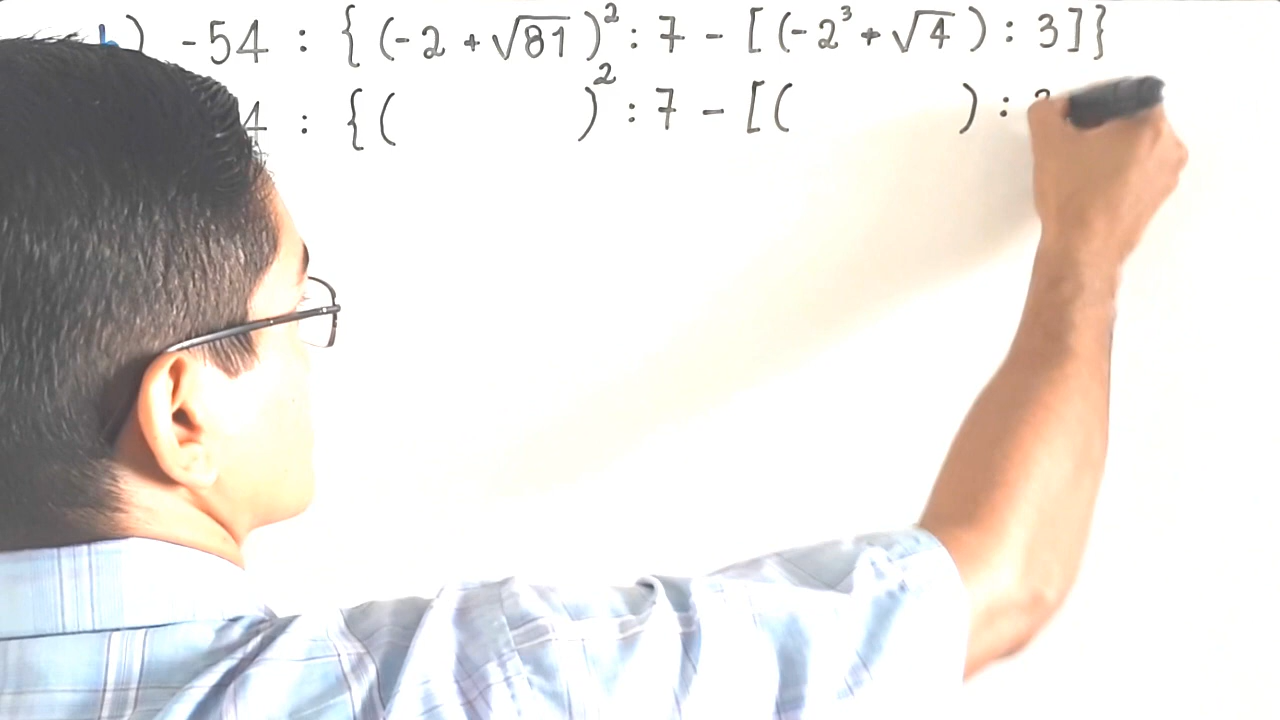 b) -54 : {(-2 + √81)² : 7 - [(-2³ + √4) : 3]}
4 : {( )² : 7 - [( ) :